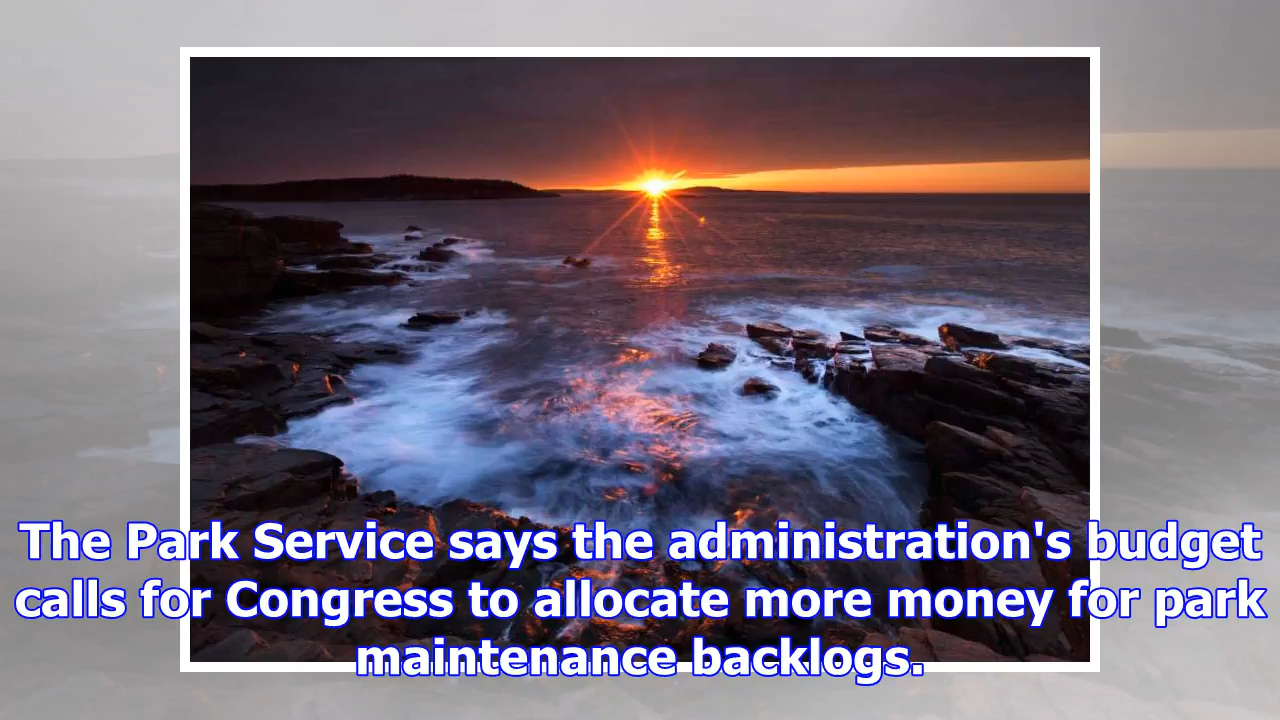 The Park Service says the administration's budget
calls for Congress to allocate more money for park
maintenance backlogs.